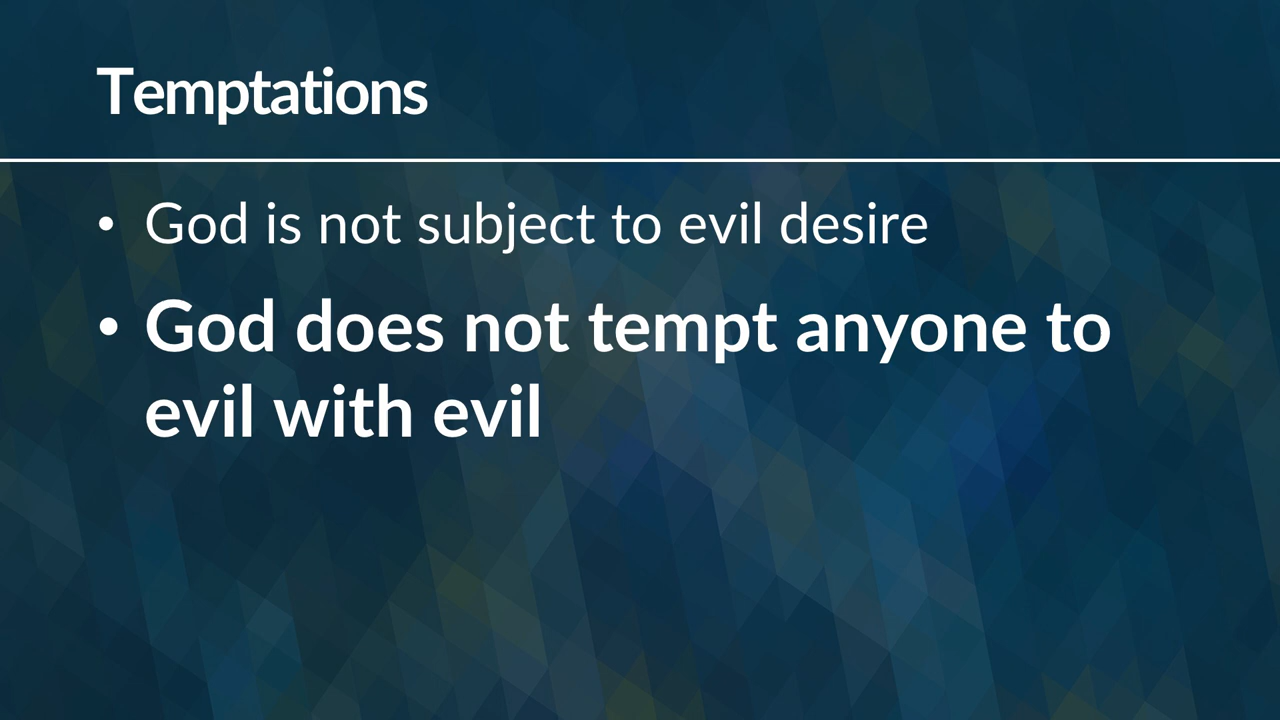 Temptations
• God is not subject to evil desire
• God does not tempt anyone to
evil with evil